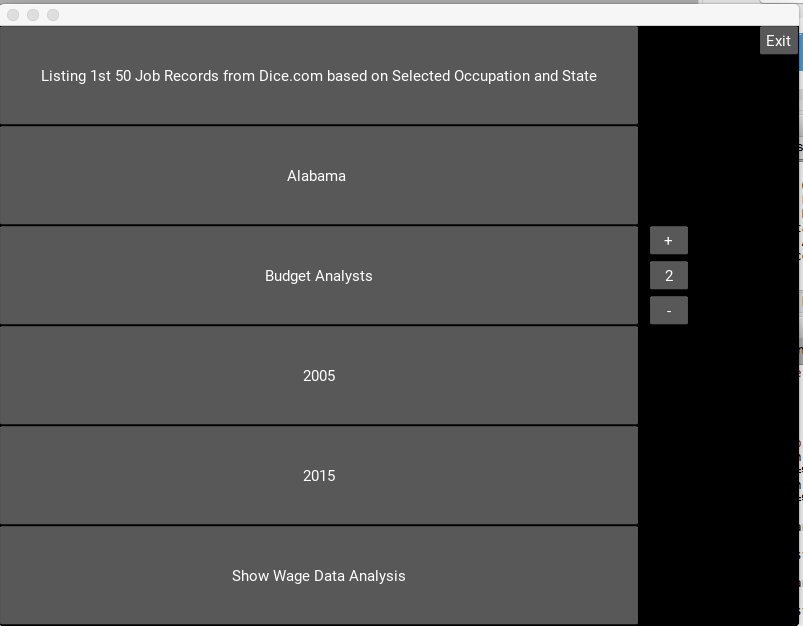 Exit
Listing 1st 50 Job Records from Dice.com based on Selected Occupation and State
Alabama
Budget Analysts
+
2
-
2005
2015
Show Wage Data Analysis